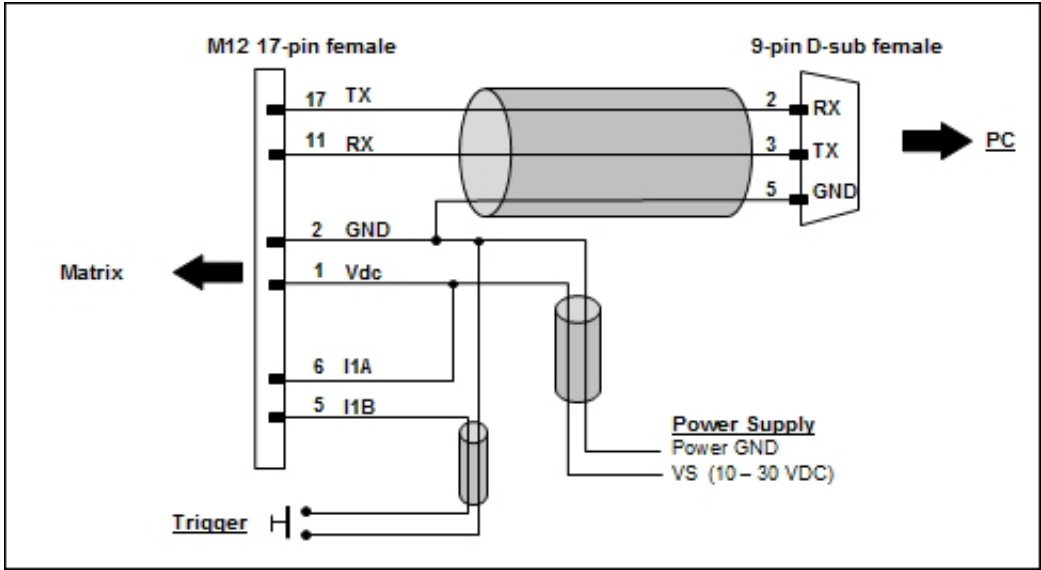 M12 17-pin female 9-pin D-sub female
17 TX 2 RX
11 RX 3 TX
PC
5 GND
2 GND
Matrix
1 Vdc
6 I1A
5 I1B
Power Supply
Power GND
VS (10 – 30 VDC)
Trigger